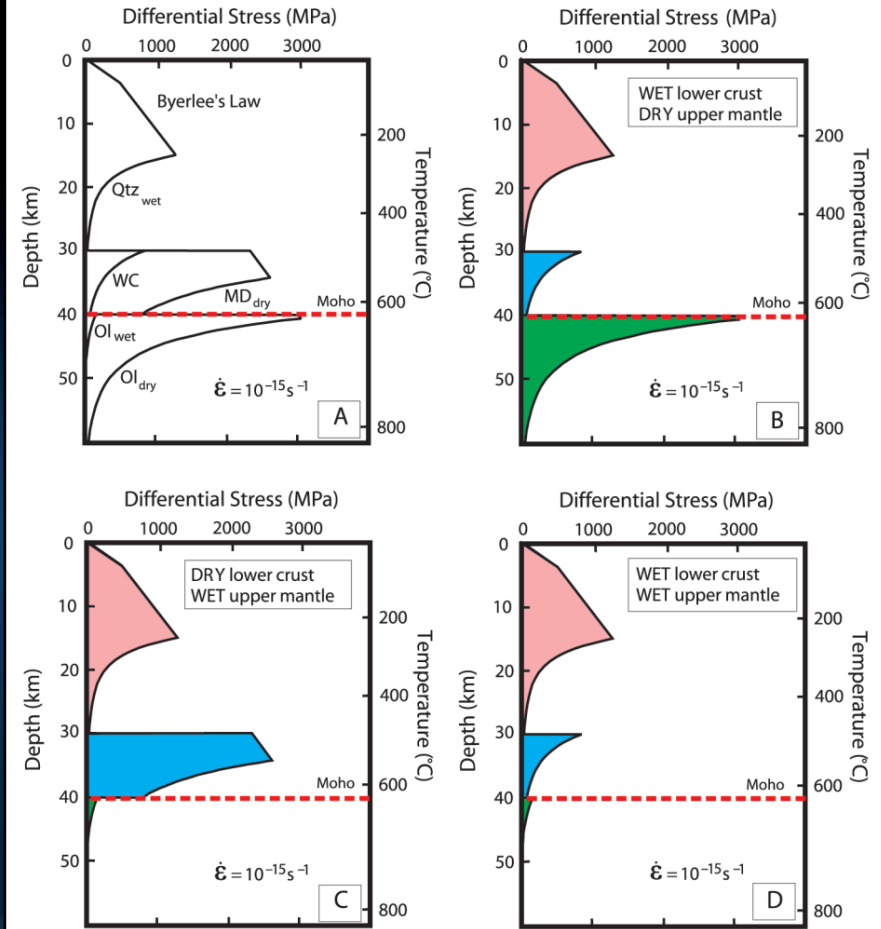 Differential Stress (MPa)
0 1000 2000 3000
0
10
20
30
40
50
Depth (km)
200
400
600
800
Temperature (°C)
Byerlee's Law
Qtz wet
WC
MD dry
Moho
Ol wet
Ol dry
ε̇ = 10⁻¹⁵s⁻¹
A
Differential Stress (MPa)
0 1000 2000 3000
0
10
20
30
40
50
Depth (km)
200
400
600
800
Temperature (°C)
WET lower crust
DRY upper mantle
Moho
ε̇ = 10⁻¹⁵s⁻¹
B
Differential Stress (MPa)
0 1000 2000 3000
0
10
20
30
40
50
Depth (km)
200
400
600
800
Temperature (°C)
DRY lower crust
WET upper mantle
Moho
ε̇ = 10⁻¹⁵s⁻¹
C
Differential Stress (MPa)
0 1000 2000 3000
0
10
20
30
40
50
Depth (km)
200
400
600
800
Temperature (°C)
WET lower crust
WET upper mantle
Moho
ε̇ = 10⁻¹⁵s⁻¹
D